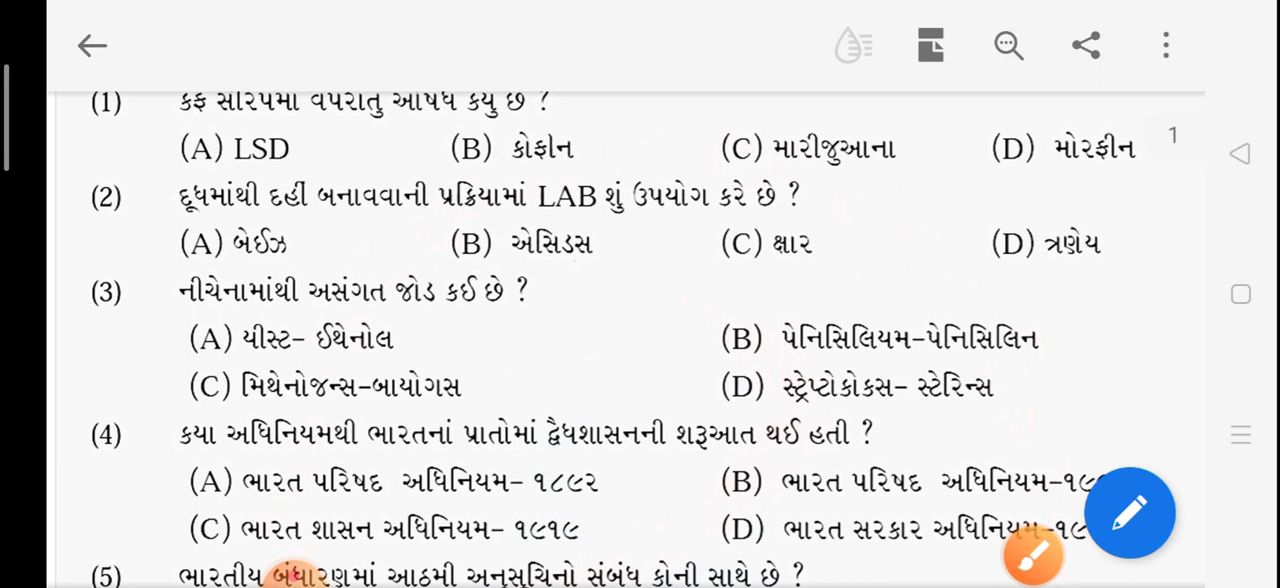 (1) કફ સીરપમાં વપરાતું ઔષધ કયું છે ?
1
(A) LSD (B) કોફીન (C) મારીજુઆના (D) મોરફીન
(2) દૂધમાંથી દહીં બનાવવાની પ્રક્રિયામાં LAB શું ઉપયોગ કરે છે ?
(A) બેઈઝ (B) એસિડસ (C) ક્ષાર (D) ત્રણેય
(3) નીચેનામાંથી અસંગત જોડ કઈ છે ?
(A) યીસ્ટ- ઈથેનોલ (B) પેનિસિલિયમ-પેનિસિલિન
(C) મિથેનોજન્સ-બાયોગસ (D) સ્ટ્રેપ્ટોકોકસ- સ્ટેરિન્સ
(4) કયા અધિનિયમથી ભારતનાં પ્રાતોમાં દ્વૈધશાસનની શરૂઆત થઈ હતી ?
(A) ભારત પરિષદ અધિનિયમ- ૧૮૯૨ (B) ભારત પરિષદ અધિનિયમ-
(C) ભારત શાસન અધિનિયમ- ૧૯૧૯ (D) ભારત સરકાર અધિનિયમ-
(5) ભારતીય બંધારણમાં આઠમી અનુસૂચિનો સંબંધ કોની સાથે છે ?